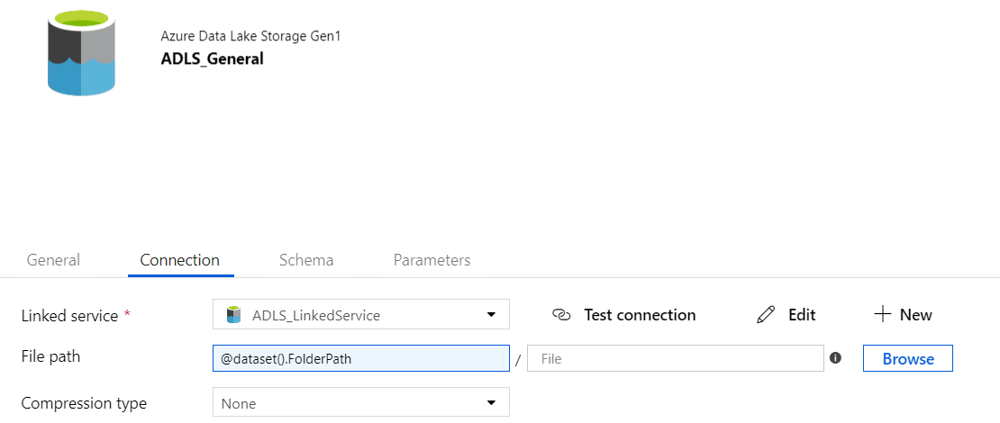 Azure Data Lake Storage Gen1
ADLS_General
General Connection Schema Parameters
Linked service * ADLS_LinkedService Test connection Edit New
File path @dataset().FolderPath / File Browse
Compression type None